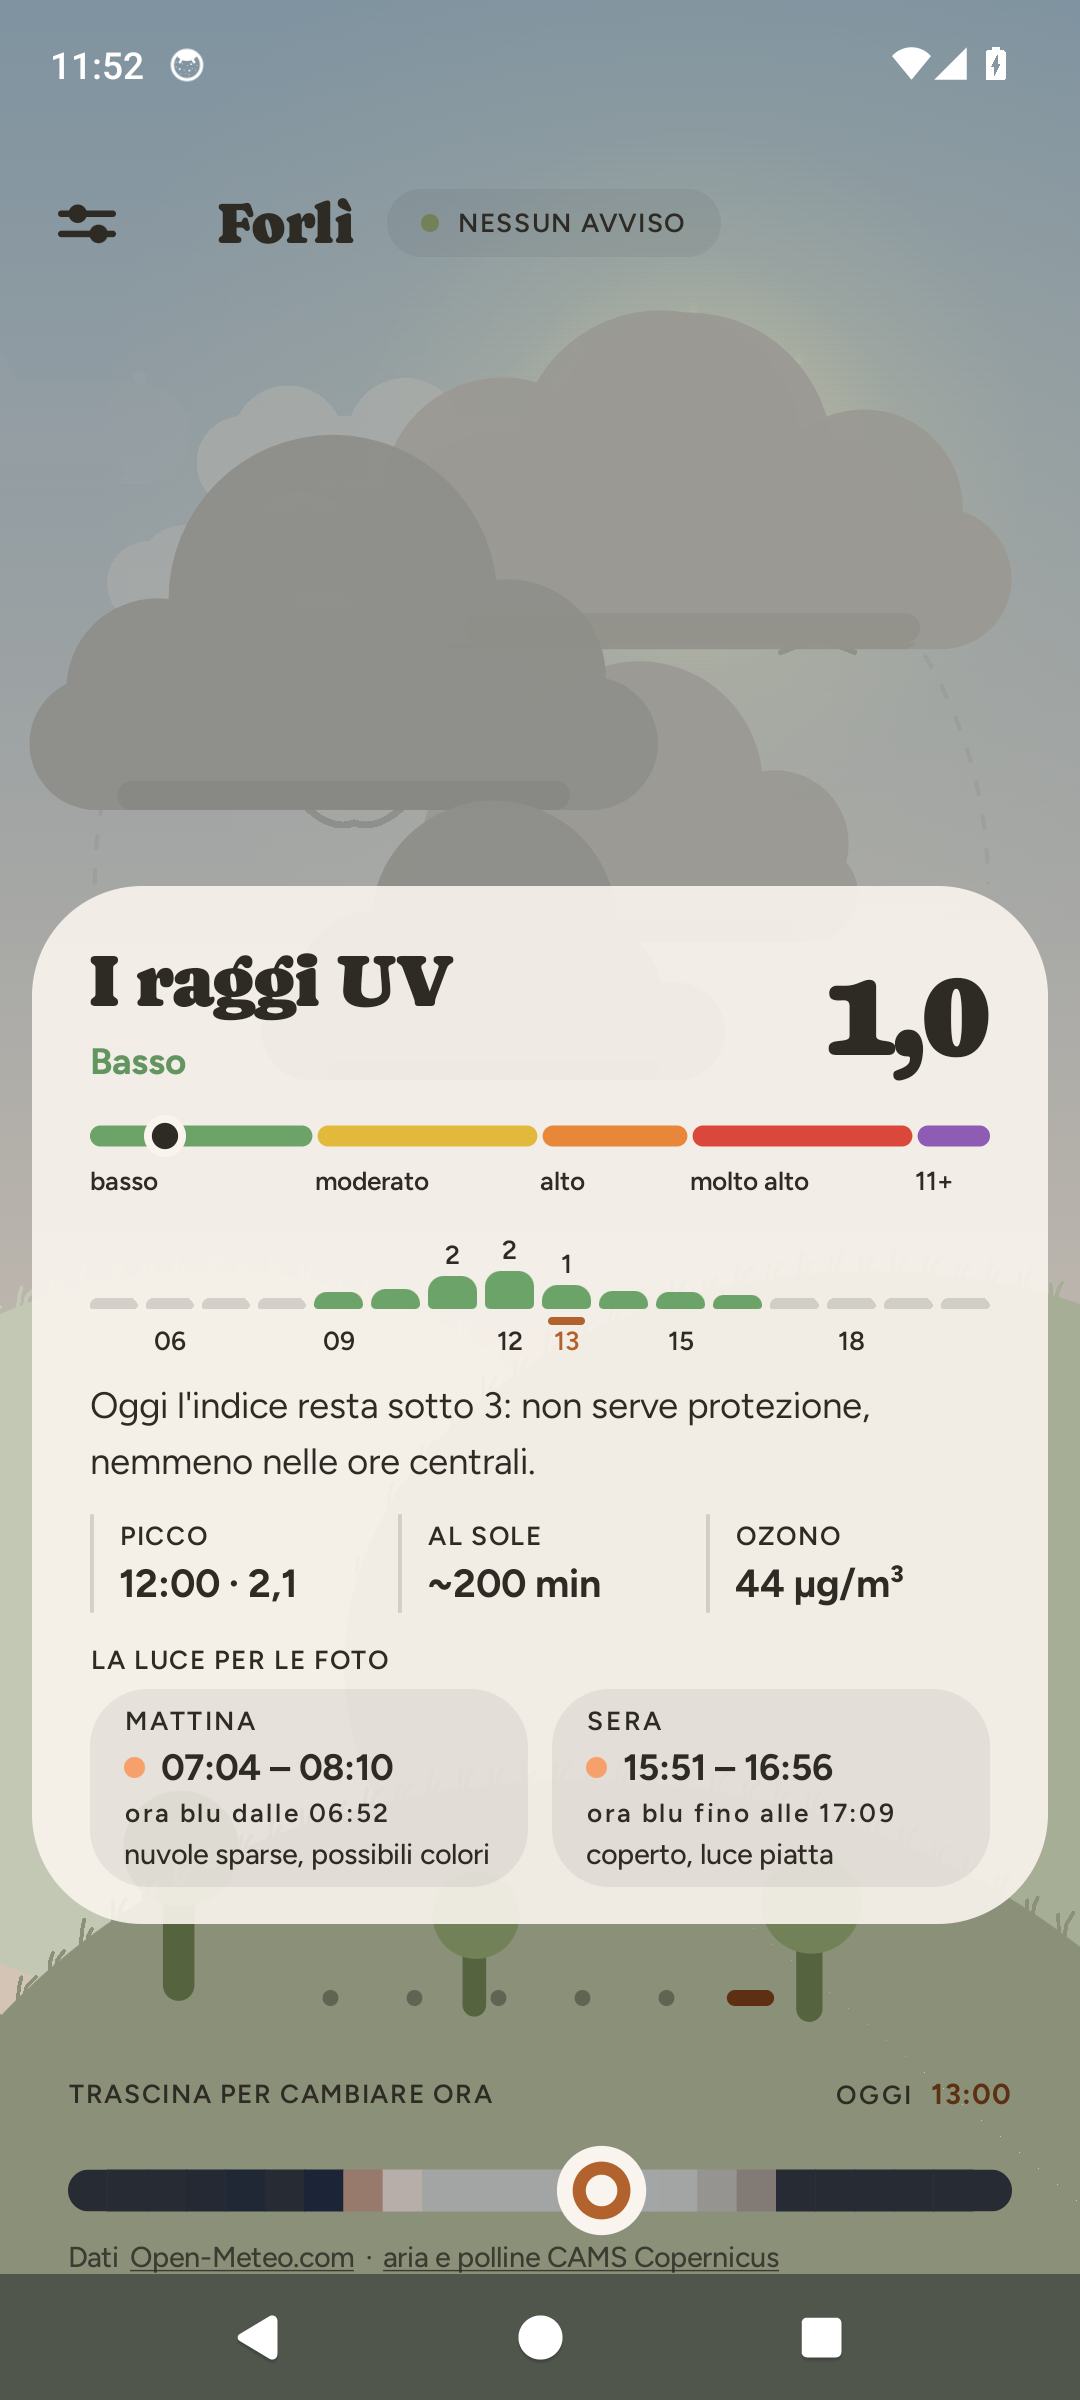 11:52
Forlì
NESSUN AVVISO
I raggi UV
1,0
Basso
basso moderato alto molto alto 11+
2 2 1
06 09 12 13 15 18
Oggi l'indice resta sotto 3: non serve protezione,
nemmeno nelle ore centrali.
PICCO AL SOLE OZONO
12:00 · 2,1 ~200 min 44 µg/m³
LA LUCE PER LE FOTO
MATTINA
07:04 – 08:10
ora blu dalle 06:52
nuvole sparse, possibili colori
SERA
15:51 – 16:56
ora blu fino alle 17:09
coperto, luce piatta
TRASCINA PER CAMBIARE ORA OGGI 13:00
Dati Open-Meteo.com · aria e polline CAMS Copernicus